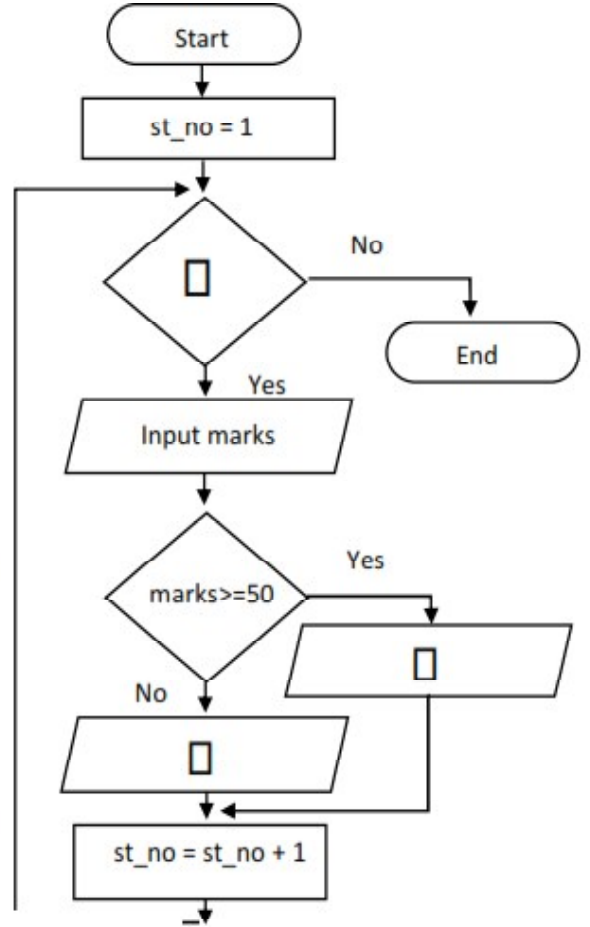 Start
st_no = 1
No
End
Yes
Input marks
Yes
marks>=50
No
st_no = st_no + 1